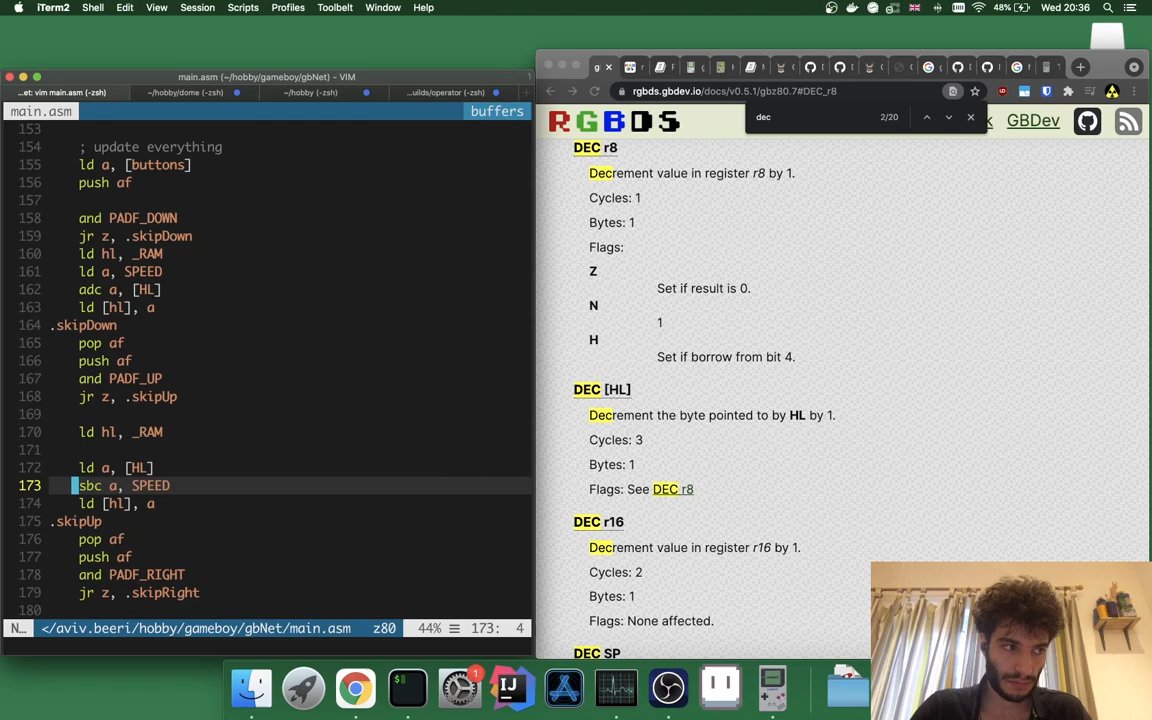 iTerm2 Shell Edit View Session Scripts Profiles Toolbelt Window Help
48% Wed 20:36
main.asm (~/hobby/gameboy/gbNet) - VIM
...et: vim main.asm (-zsh) ~/hobby/dome (-zsh) ~/hobby (-zsh) ...uilds/operator (-zsh)
main.asm buffers
153
154 ; update everything
155 ld a, [buttons]
156 push af
157
158 and PADF_DOWN
159 jr z, .skipDown
160 ld hl, _RAM
161 ld a, SPEED
162 adc a, [HL]
163 ld [hl], a
164 .skipDown
165 pop af
166 push af
167 and PADF_UP
168 jr z, .skipUp
169
170 ld hl, _RAM
171
172 ld a, [HL]
173 sbc a, SPEED
174 ld [hl], a
175 .skipUp
176 pop af
177 push af
178 and PADF_RIGHT
179 jr z, .skipRight
180
N... </aviv.beeri/hobby/gameboy/gbNet/main.asm z80 44% 173: 4
rgbds.gbdev.io/docs/v0.5.1/gbz80.7#DEC_r8
dec 2/20
RGBDS
GBDev
DEC r8
Decrement value in register r8 by 1.
Cycles: 1
Bytes: 1
Flags:
Z
Set if result is 0.
N
1
H
Set if borrow from bit 4.
DEC [HL]
Decrement the byte pointed to by HL by 1.
Cycles: 3
Bytes: 1
Flags: See DEC r8
DEC r16
Decrement value in register r16 by 1.
Cycles: 2
Bytes: 1
Flags: None affected.
DEC SP